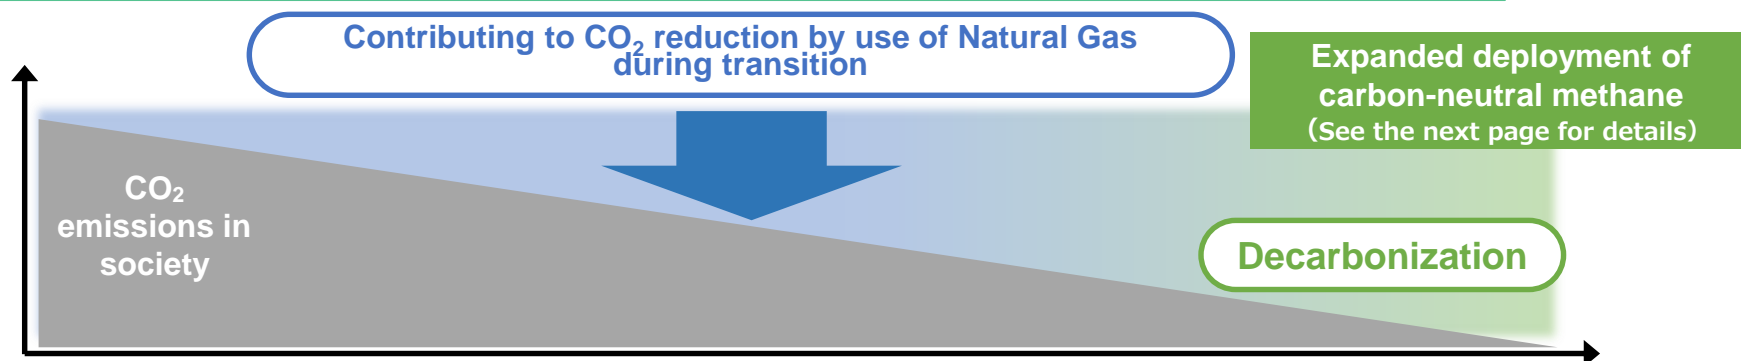 Contributing to CO₂ reduction by use of Natural Gas
during transition
Expanded deployment of
carbon-neutral methane
（See the next page for details）
CO₂
emissions in
society
Decarbonization